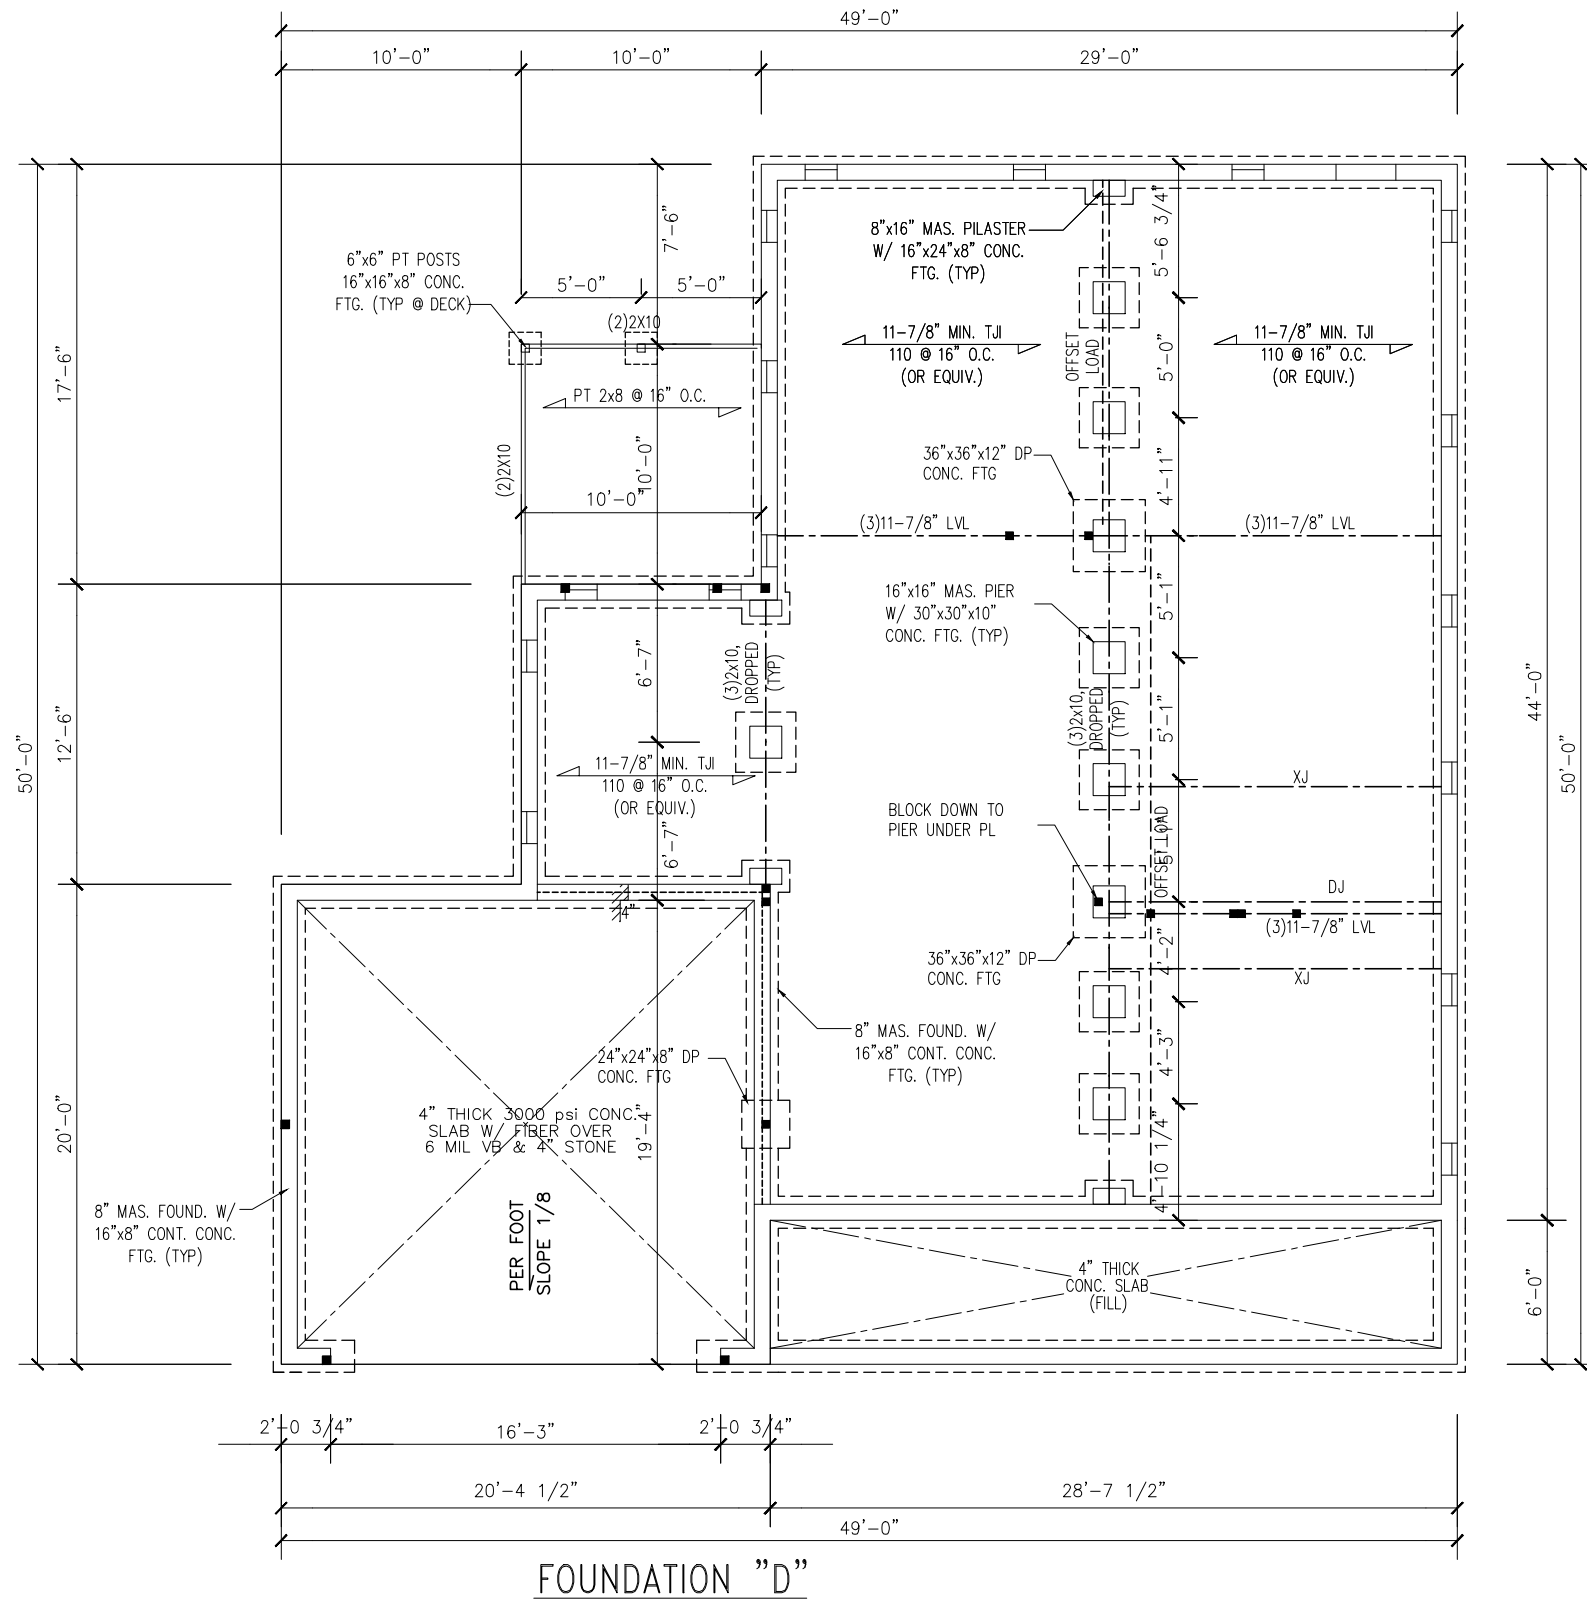 49'-0"
10'-0"
10'-0"
29'-0"
7'-6"
5'-6 3/4"
8"x16" MAS. PILASTER
W/ 16"x24"x8" CONC.
FTG. (TYP)
6"x6" PT POSTS
16"x16"x8" CONC.
FTG. (TYP @ DECK)
5'-0"
5'-0"
(2)2X10
11-7/8" MIN. TJI
110 @ 16" O.C.
(OR EQUIV.)
OFFSET
LOAD
5'-0"
11-7/8" MIN. TJI
110 @ 16" O.C.
(OR EQUIV.)
17'-6"
PT 2x8 @ 16" O.C.
(2)2X10
10'-0"
10'-0"
36"x36"x12" DP
CONC. FTG
4'-11"
(3)11-7/8" LVL
(3)11-7/8" LVL
16"x16" MAS. PIER
W/ 30"x30"x10"
CONC. FTG. (TYP)
5'-1"
6'-7"
(3)2x10,
DROPPED
(TYP)
(3)2x10,
DROPPED
(TYP)
5'-1"
44'-0"
12'-6"
50'-0"
50'-0"
11-7/8" MIN. TJI
110 @ 16" O.C.
(OR EQUIV.)
XJ
BLOCK DOWN TO
PIER UNDER PL
OFFSET LOAD
5'-1"
6'-7"
4"
DJ
(3)11-7/8" LVL
36"x36"x12" DP
CONC. FTG
4'-2"
XJ
8" MAS. FOUND. W/
16"x8" CONT. CONC.
FTG. (TYP)
24"x24"x8" DP
CONC. FTG
4'-3"
20'-0"
4" THICK 3000 psi CONC.
SLAB W/ FIBER OVER
6 MIL VB & 4" STONE
19'-4"
4'-10 1/4"
8" MAS. FOUND. W/
16"x8" CONT. CONC.
FTG. (TYP)
PER FOOT
SLOPE 1/8
4" THICK
CONC. SLAB
(FILL)
6'-0"
2'-0 3/4"
16'-3"
2'-0 3/4"
20'-4 1/2"
28'-7 1/2"
49'-0"
FOUNDATION "D"